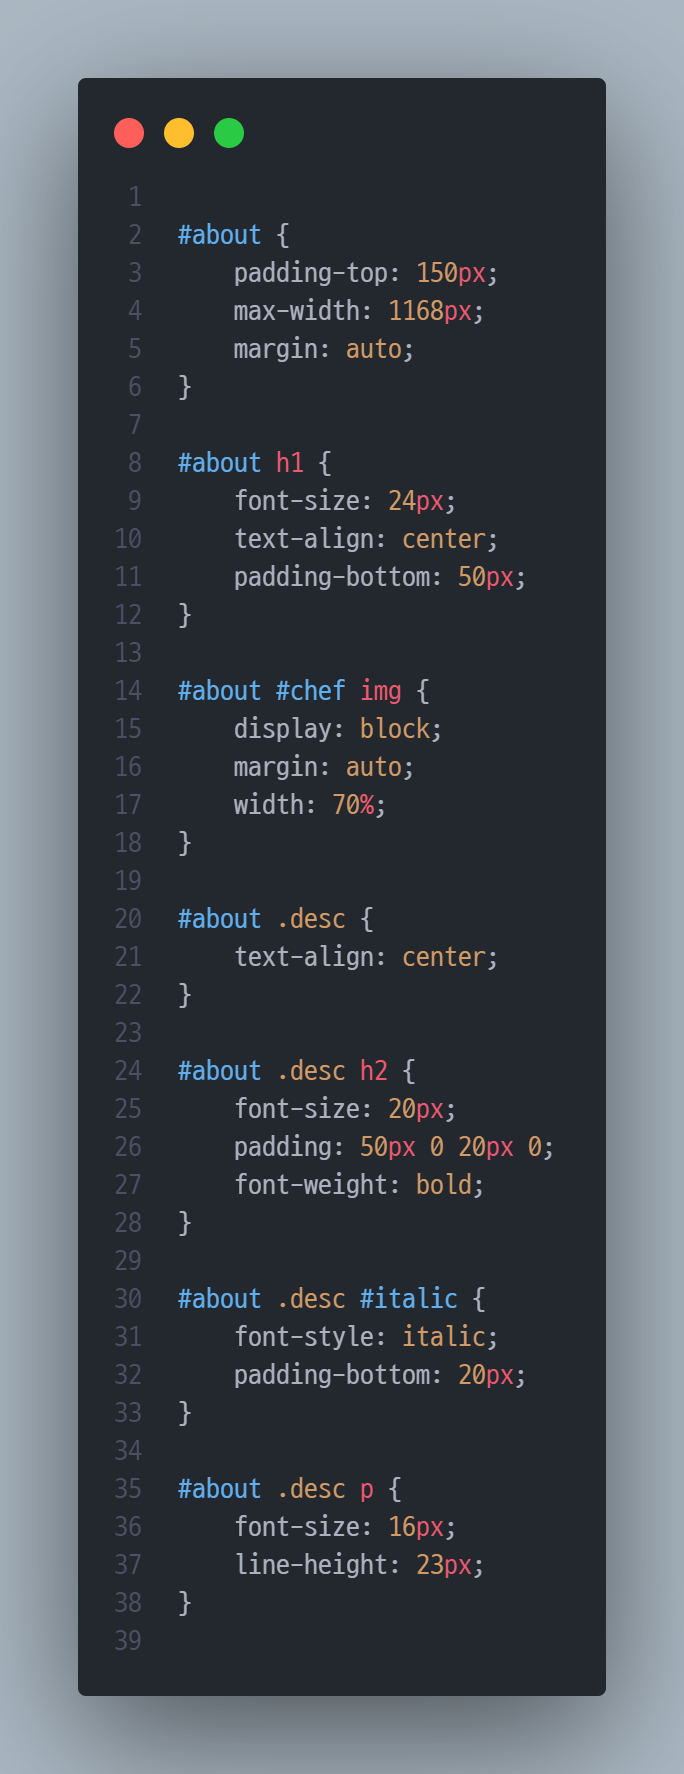 1
2 #about {
3     padding-top: 150px;
4     max-width: 1168px;
5     margin: auto;
6 }
7
8 #about h1 {
9     font-size: 24px;
10     text-align: center;
11     padding-bottom: 50px;
12 }
13
14 #about #chef img {
15     display: block;
16     margin: auto;
17     width: 70%;
18 }
19
20 #about .desc {
21     text-align: center;
22 }
23
24 #about .desc h2 {
25     font-size: 20px;
26     padding: 50px 0 20px 0;
27     font-weight: bold;
28 }
29
30 #about .desc #italic {
31     font-style: italic;
32     padding-bottom: 20px;
33 }
34
35 #about .desc p {
36     font-size: 16px;
37     line-height: 23px;
38 }
39